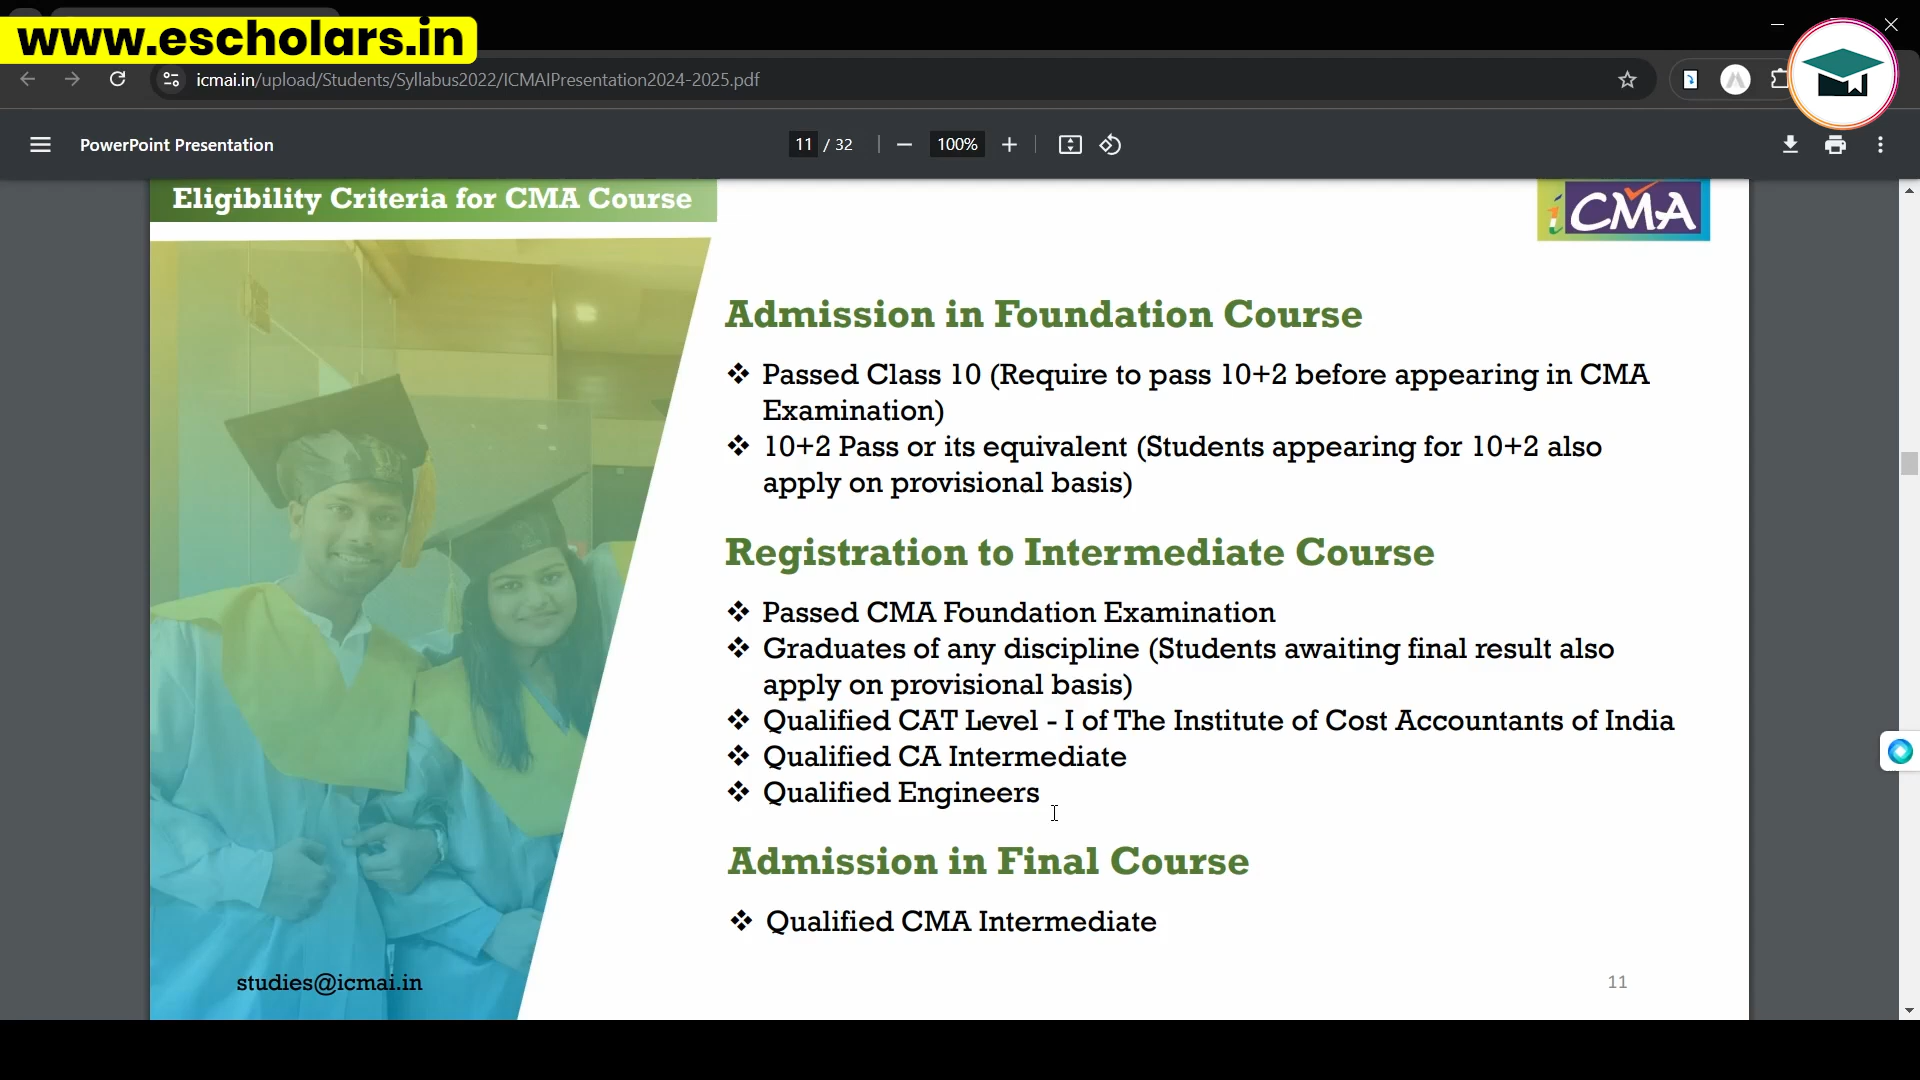 www.escholars.in
icmai.in/upload/Students/Syllabus2022/ICMAIPresentation2024-2025.pdf
PowerPoint Presentation
11 / 32
100%
Eligibility Criteria for CMA Course
iCMA
Admission in Foundation Course
❖ Passed Class 10 (Require to pass 10+2 before appearing in CMA
Examination)
❖ 10+2 Pass or its equivalent (Students appearing for 10+2 also
apply on provisional basis)
Registration to Intermediate Course
❖ Passed CMA Foundation Examination
❖ Graduates of any discipline (Students awaiting final result also
apply on provisional basis)
❖ Qualified CAT Level - I of The Institute of Cost Accountants of India
❖ Qualified CA Intermediate
❖ Qualified Engineers
Admission in Final Course
❖ Qualified CMA Intermediate
studies@icmai.in
11